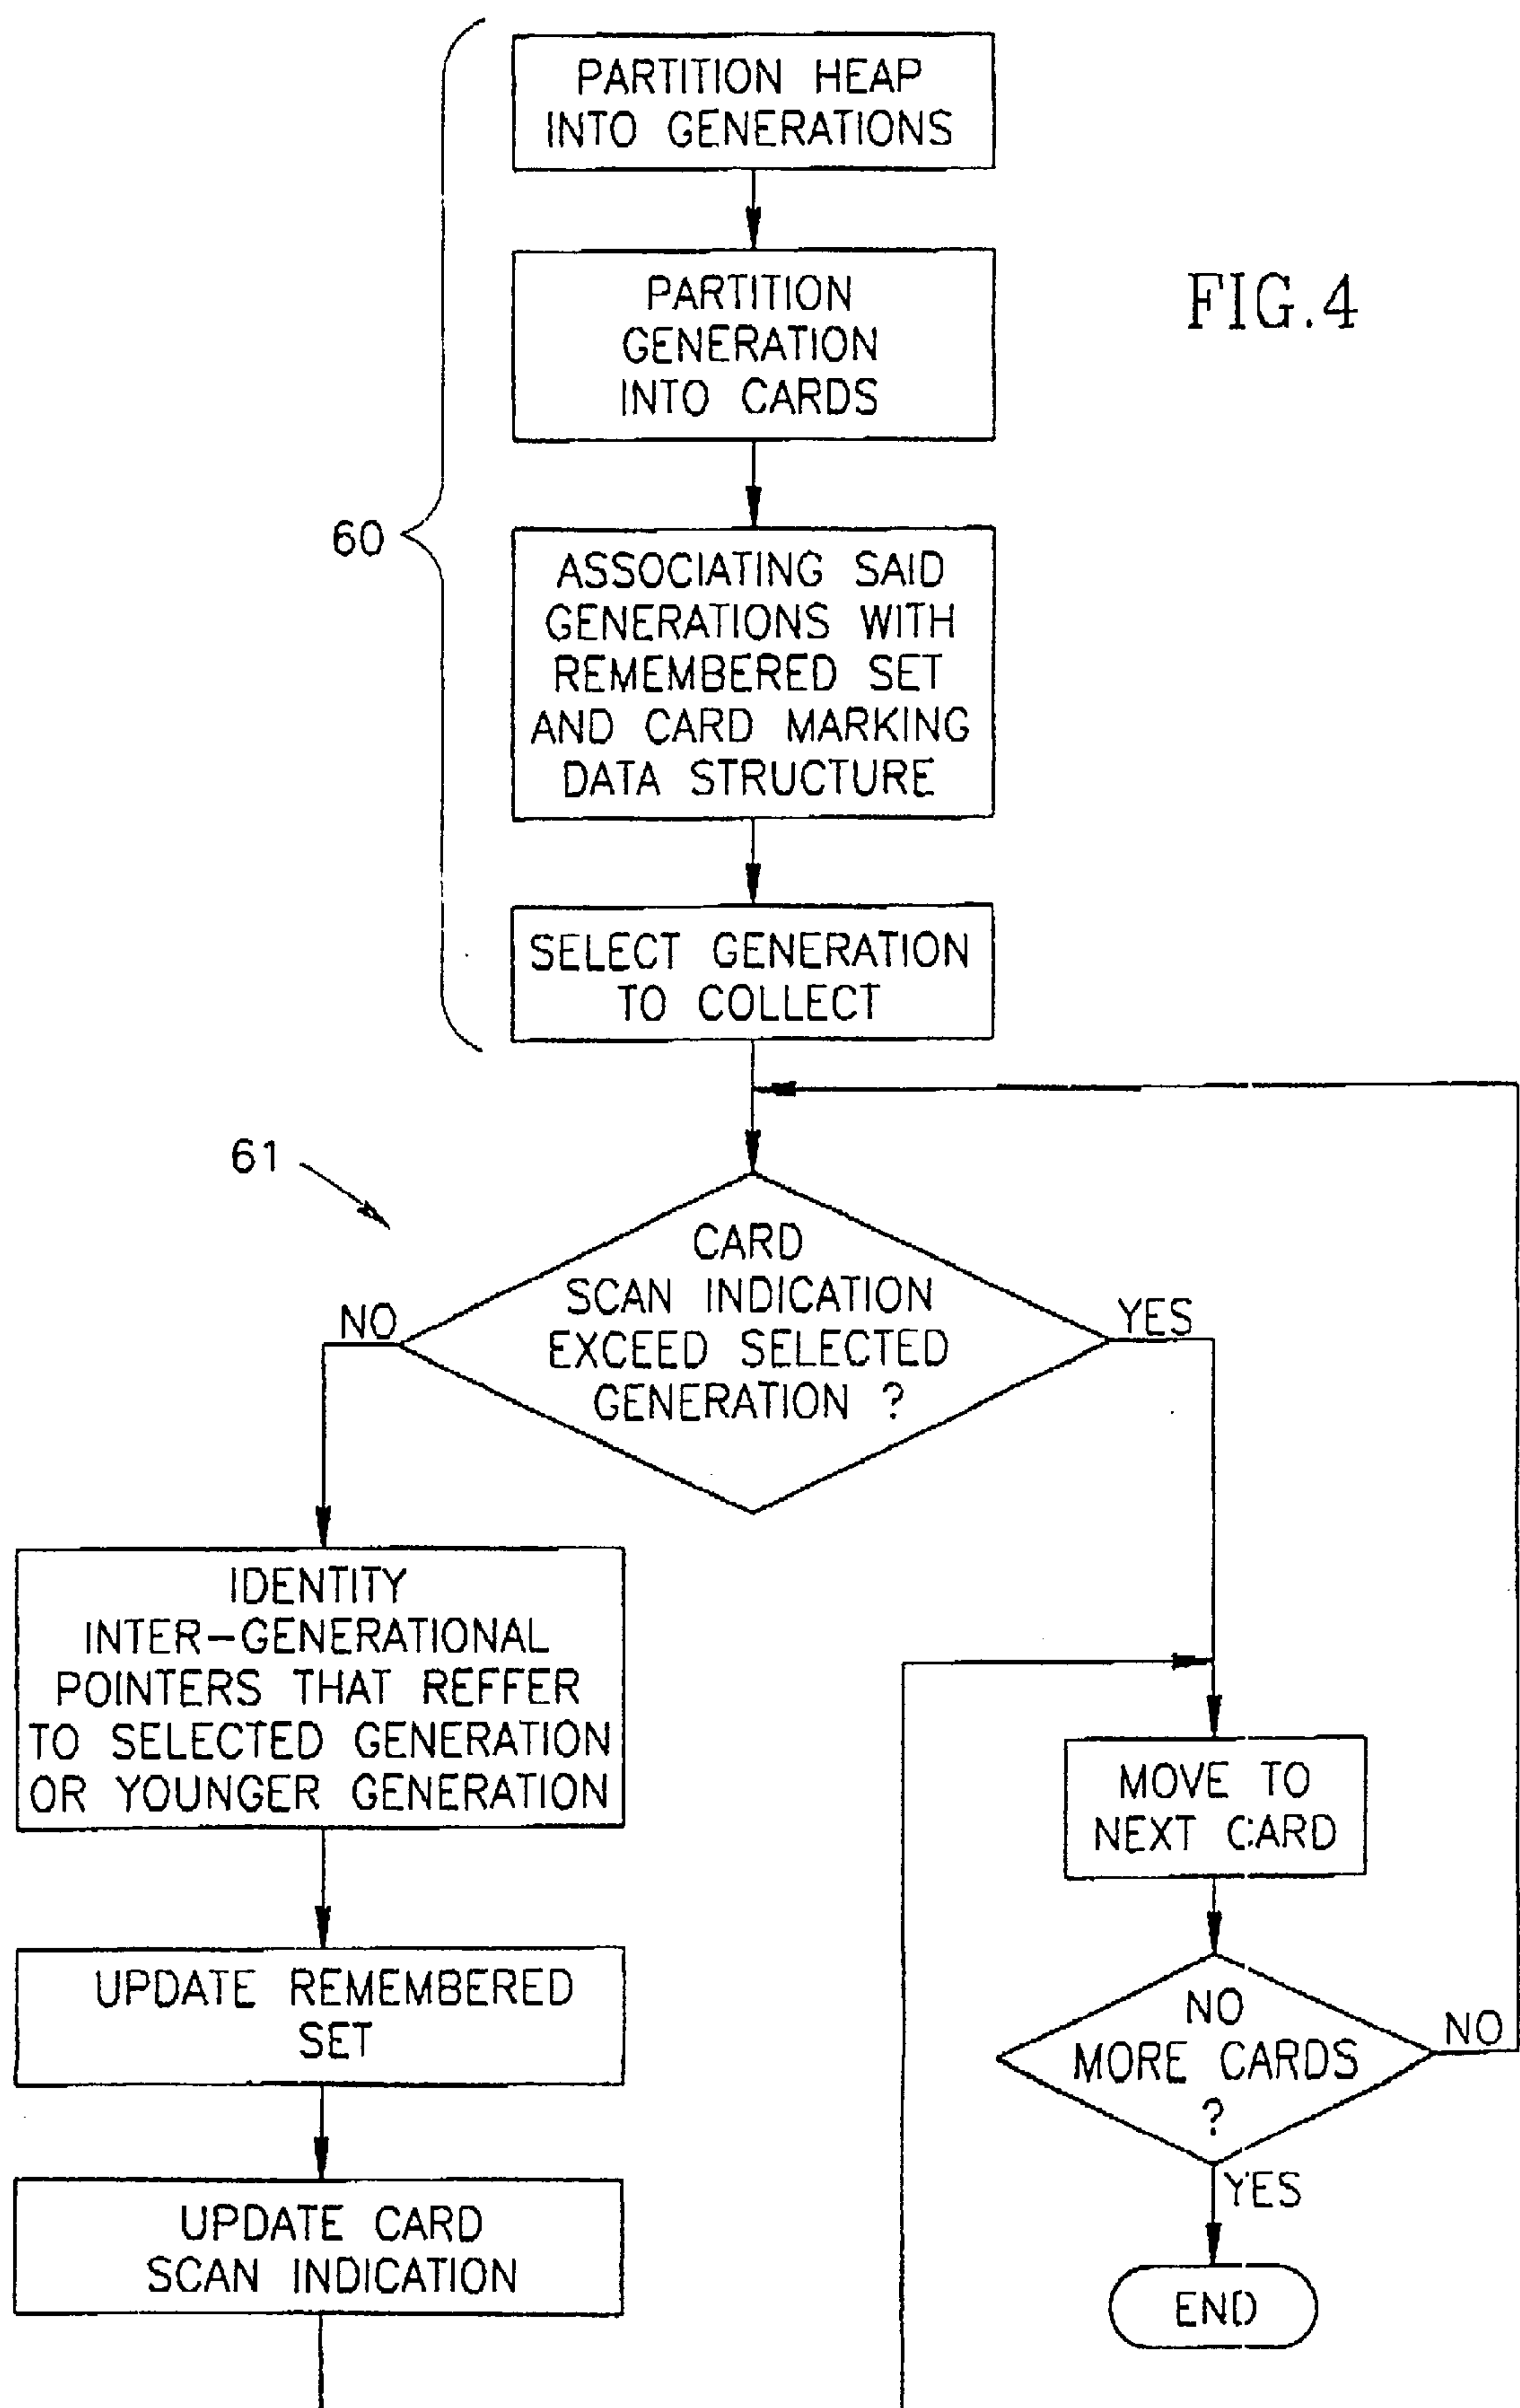 PARTITION HEAP
INTO GENERATIONS
PARTITION
GENERATION
INTO CARDS
FIG.4
60
ASSOCIATING SAID
GENERATIONS WITH
REMEMBERED SET
AND CARD MARKING
DATA STRUCTURE
SELECT GENERATION
TO COLLECT
61
CARD
SCAN INDICATION
EXCEED SELECTED
GENERATION ?
NO
YES
IDENTITY
INTER-GENERATIONAL
POINTERS THAT REFFER
TO SELECTED GENERATION
OR YOUNGER GENERATION
MOVE TO
NEXT CARD
UPDATE REMEMBERED
SET
NO
MORE CARDS
?
NO
YES
UPDATE CARD
SCAN INDICATION
END